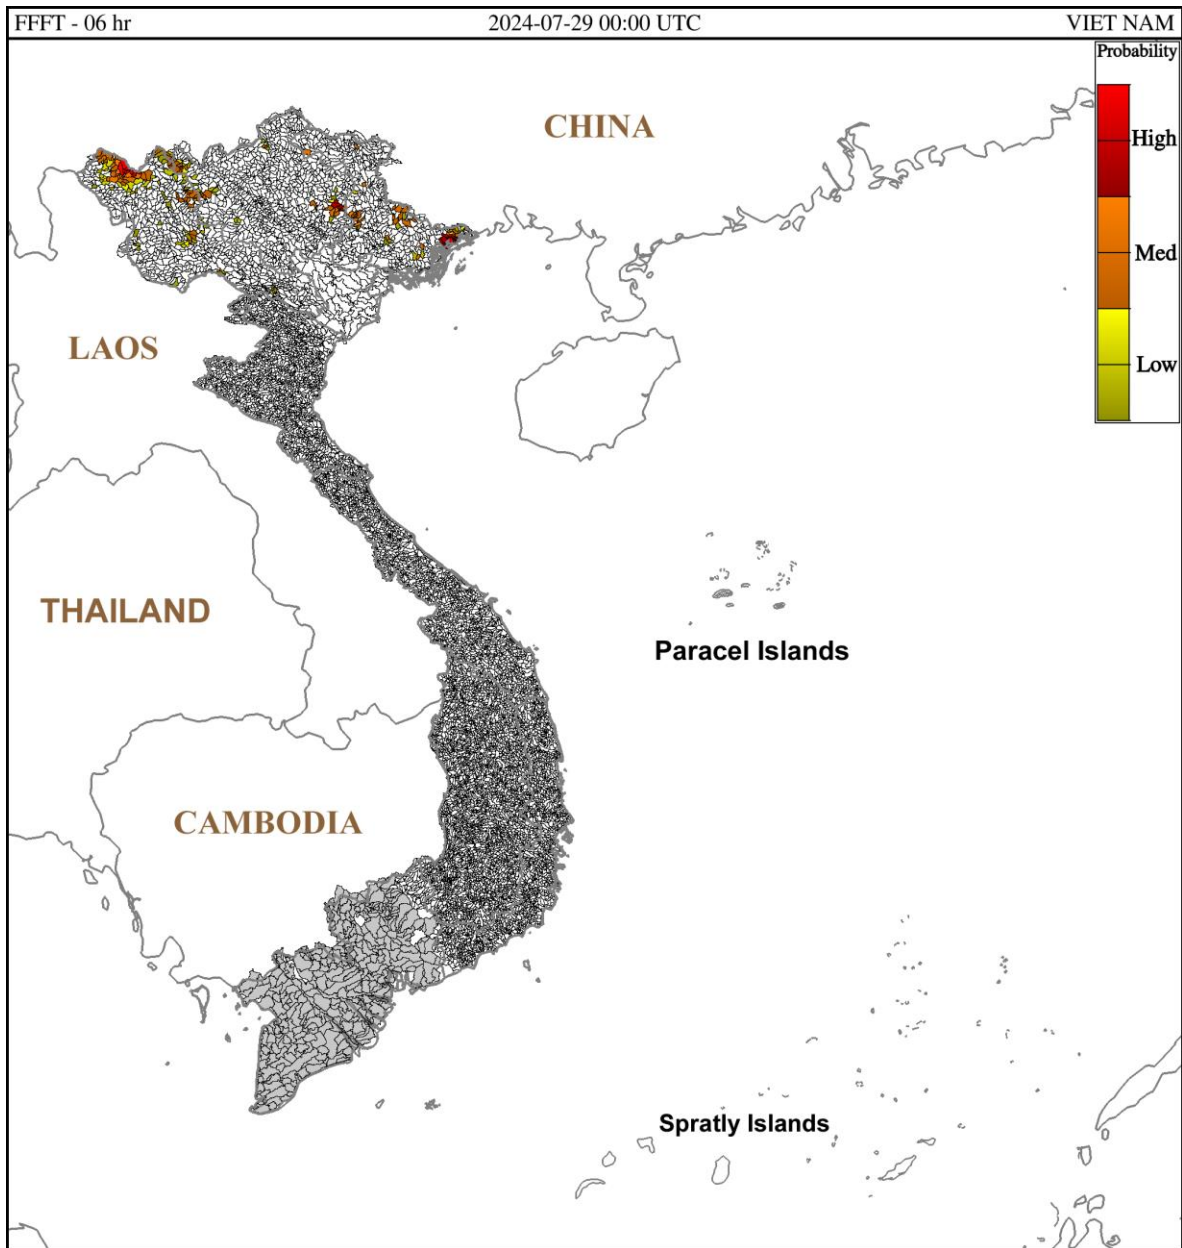 FFFT - 06 hr 2024-07-29 00:00 UTC VIET NAM
Probability
CHINA
High
Med
LAOS
Low
THAILAND
Paracel Islands
CAMBODIA
Spratly Islands